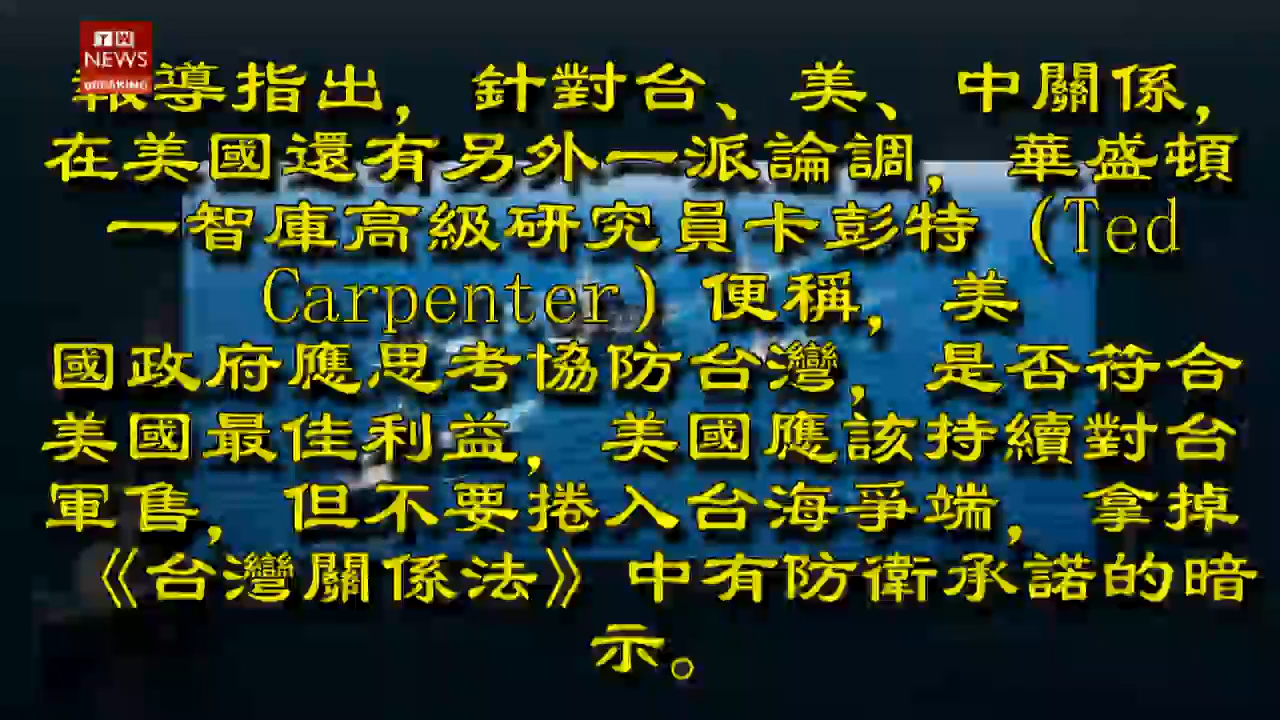 TW
NEWS
BREAKING
報導指出，針對台、美、中關係，
在美國還有另外一派論調，華盛頓
一智庫高級研究員卡彭特（Ted
Carpenter）便稱，美
國政府應思考協防台灣，是否符合
美國最佳利益，美國應該持續對台
軍售，但不要捲入台海爭端，拿掉
《台灣關係法》中有防衛承諾的暗
示。